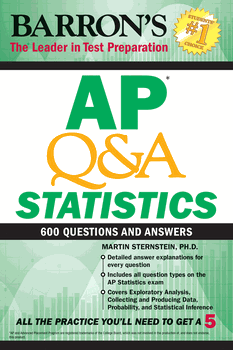 BARRON'S
The Leader in Test Preparation
STUDENTS'
#1
CHOICE
AP®
Q&A
STATISTICS
600 QUESTIONS AND ANSWERS
MARTIN STERNSTEIN, PH.D.
• Detailed answer explanations for
every question
• Includes all question types on the
AP Statistics exam
• Covers Exploratory Analysis,
Collecting and Producing Data,
Probability, and Statistical Inference
ALL THE PRACTICE YOU'LL NEED TO GET A 5